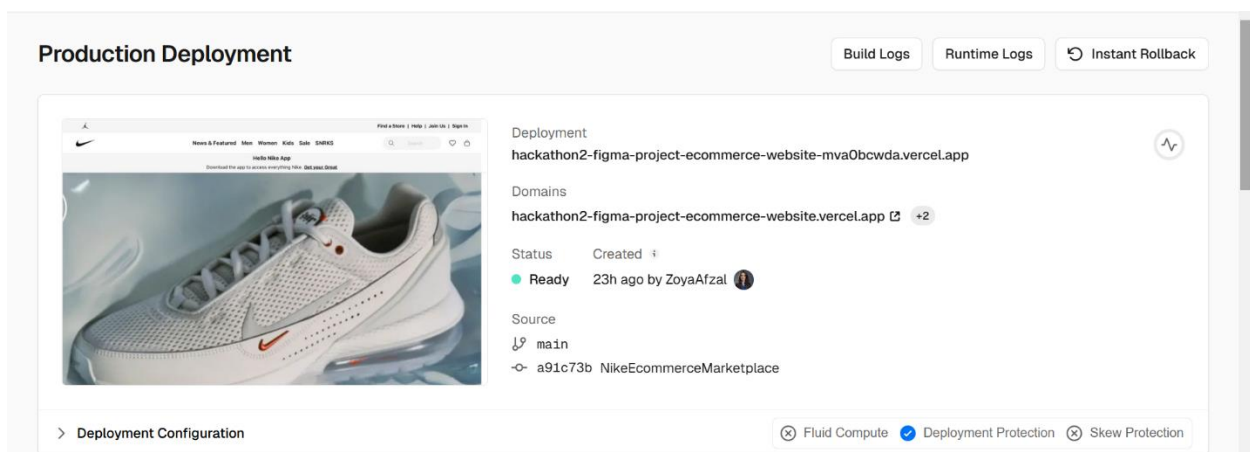 Production Deployment
Build Logs
Runtime Logs
Instant Rollback
Find a Store | Help | Join Us | Sign In
News & Featured Men Women Kids Sale SNKRS
Search
Hello Nike App
Download the app to access everything Nike. Get your Great
Deployment
hackathon2-figma-project-ecommerce-website-mva0bcwda.vercel.app
Domains
hackathon2-figma-project-ecommerce-website.vercel.app +2
Status Created
Ready 23h ago by ZoyaAfzal
Source
main
a91c73b NikeEcommerceMarketplace
Deployment Configuration
Fluid Compute Deployment Protection Skew Protection